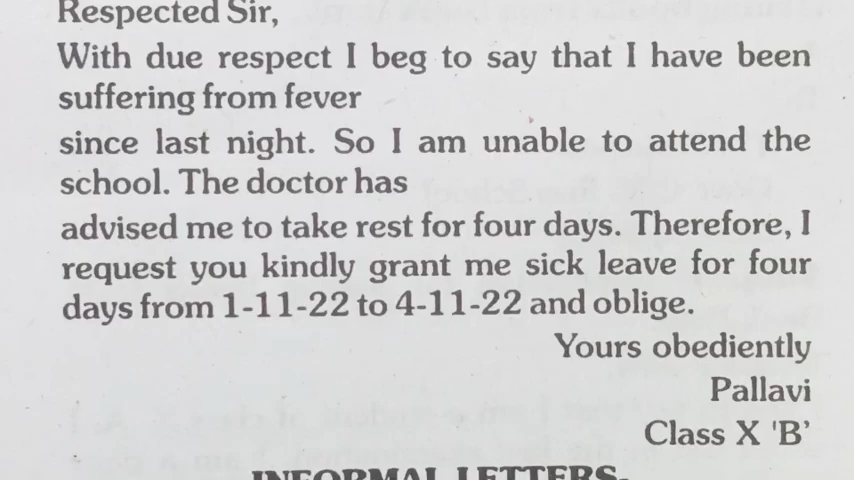 Respected Sir,
With due respect I beg to say that I have been
suffering from fever
since last night. So I am unable to attend the
school. The doctor has
advised me to take rest for four days. Therefore, I
request you kindly grant me sick leave for four
days from 1-11-22 to 4-11-22 and oblige.
Yours obediently
Pallavi
Class X 'B'
INFORMAL LETTERS